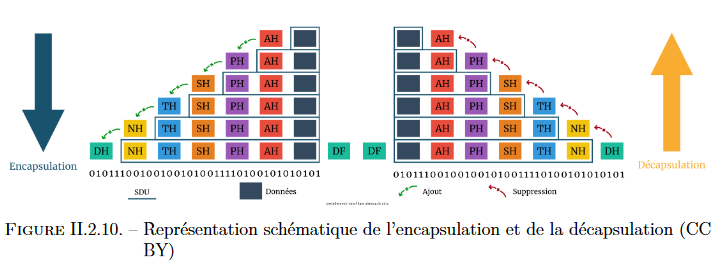 AH AH
PH AH AH PH
SH PH AH AH PH SH
TH SH PH AH AH PH SH TH
NH TH SH PH AH AH PH SH TH NH
DH NH TH SH PH AH DF DF AH PH SH TH NH DH
Encapsulation
Décapsulation
SDU
Données
Ajout
Suppression
FIGURE II.2.10. – Représentation schématique de l'encapsulation et de la décapsulation (CC
BY)